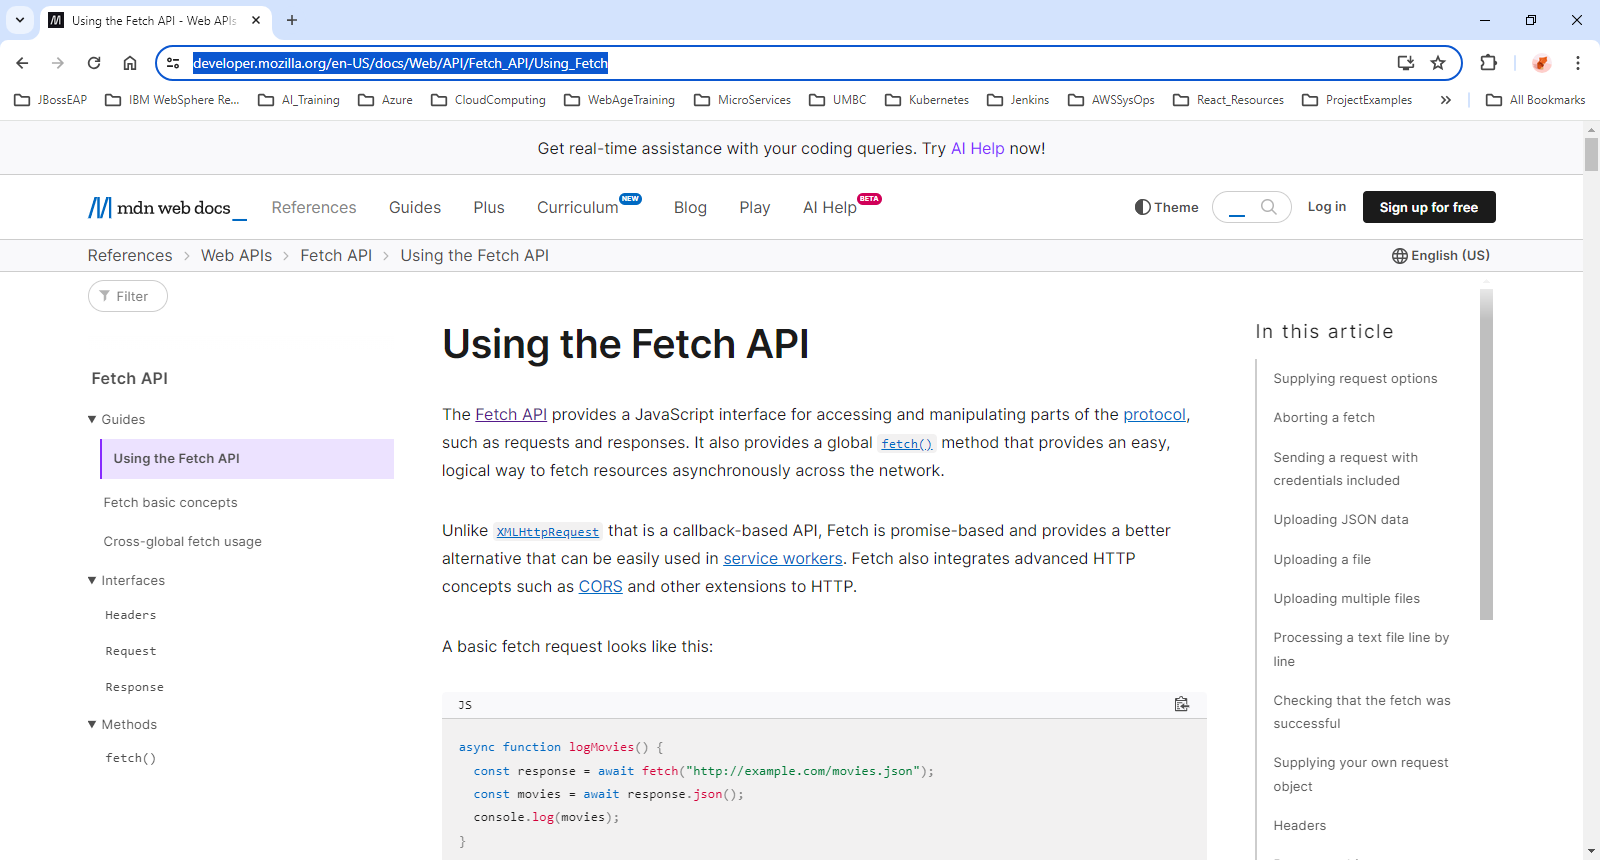 Using the Fetch API - Web APIs
developer.mozilla.org/en-US/docs/Web/API/Fetch_API/Using_Fetch
JBossEAP
IBM WebSphere Re...
AI_Training
Azure
CloudComputing
WebAgeTraining
MicroServices
UMBC
Kubernetes
Jenkins
AWSSysOps
React_Resources
ProjectExamples
»
All Bookmarks
Get real-time assistance with your coding queries. Try AI Help now!
mdn web docs_
References
Guides
Plus
Curriculum NEW
Blog
Play
AI Help BETA
Theme
Log in
Sign up for free
References > Web APIs > Fetch API > Using the Fetch API
English (US)
Filter
Fetch API
Guides
Using the Fetch API
Fetch basic concepts
Cross-global fetch usage
Interfaces
Headers
Request
Response
Methods
fetch()
Using the Fetch API
The Fetch API provides a JavaScript interface for accessing and manipulating parts of the protocol,
such as requests and responses. It also provides a global fetch() method that provides an easy,
logical way to fetch resources asynchronously across the network.
Unlike XMLHttpRequest that is a callback-based API, Fetch is promise-based and provides a better
alternative that can be easily used in service workers. Fetch also integrates advanced HTTP
concepts such as CORS and other extensions to HTTP.
A basic fetch request looks like this:
JS
async function logMovies() {
const response = await fetch("http://example.com/movies.json");
const movies = await response.json();
console.log(movies);
}
In this article
Supplying request options
Aborting a fetch
Sending a request with
credentials included
Uploading JSON data
Uploading a file
Uploading multiple files
Processing a text file line by
line
Checking that the fetch was
successful
Supplying your own request
object
Headers